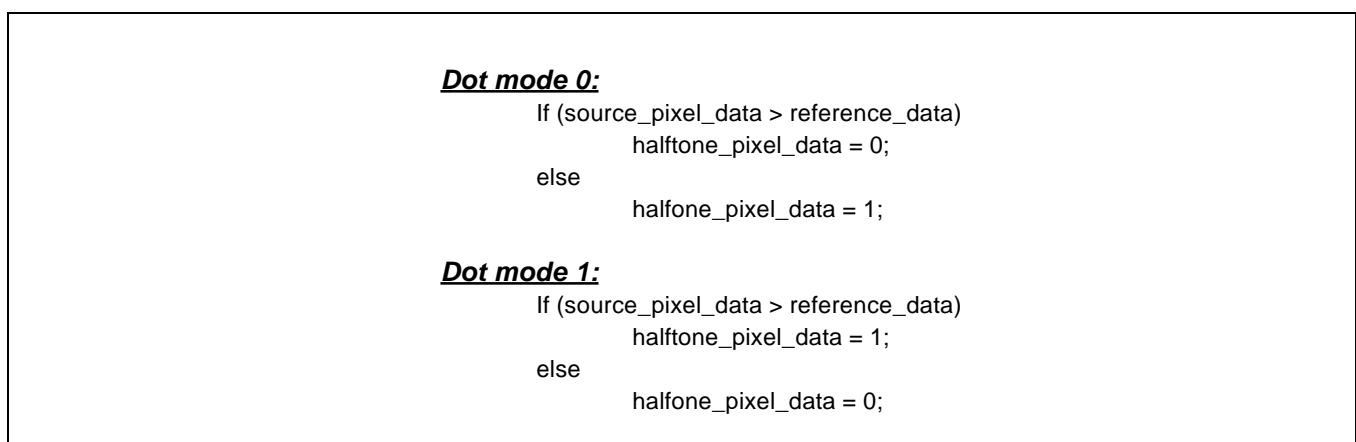 Dot mode 0:
If (source_pixel_data > reference_data)
halftone_pixel_data = 0;
else
halfone_pixel_data = 1;
Dot mode 1:
If (source_pixel_data > reference_data)
halftone_pixel_data = 1;
else
halfone_pixel_data = 0;